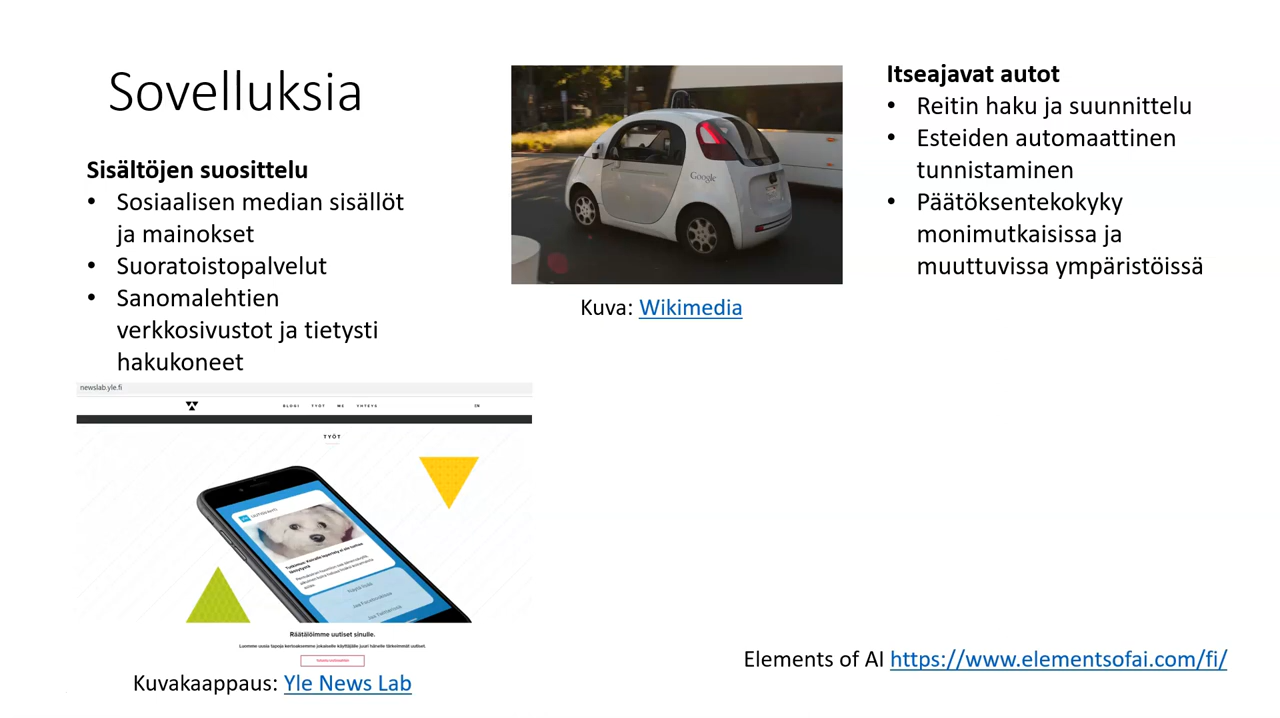 Sovelluksia
Sisältöjen suosittelu
• Sosiaalisen median sisällöt
ja mainokset
• Suoratoistopalvelut
• Sanomalehtien
verkkosivustot ja tietysti
hakukoneet
newslab.yle.fi
BLOGI TYÖT ME YHTEYS EN
TYÖT
Räätälöimme uutiset sinulle.
Kuvakaappaus: Yle News Lab
Google
Kuva: Wikimedia
Itseajavat autot
• Reitin haku ja suunnittelu
• Esteiden automaattinen
tunnistaminen
• Päätöksentekokyky
monimutkaisissa ja
muuttuvissa ympäristöissä
Elements of AI https://www.elementsofai.com/fi/